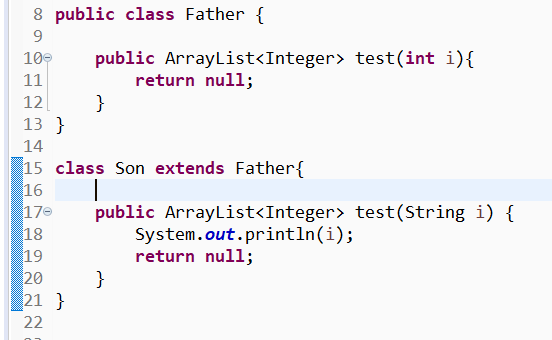 8 public class Father {
9
10 public ArrayList<Integer> test(int i){
11 return null;
12 }
13 }
14
15 class Son extends Father{
16
17 public ArrayList<Integer> test(String i) {
18 System.out.println(i);
19 return null;
20 }
21 }
22